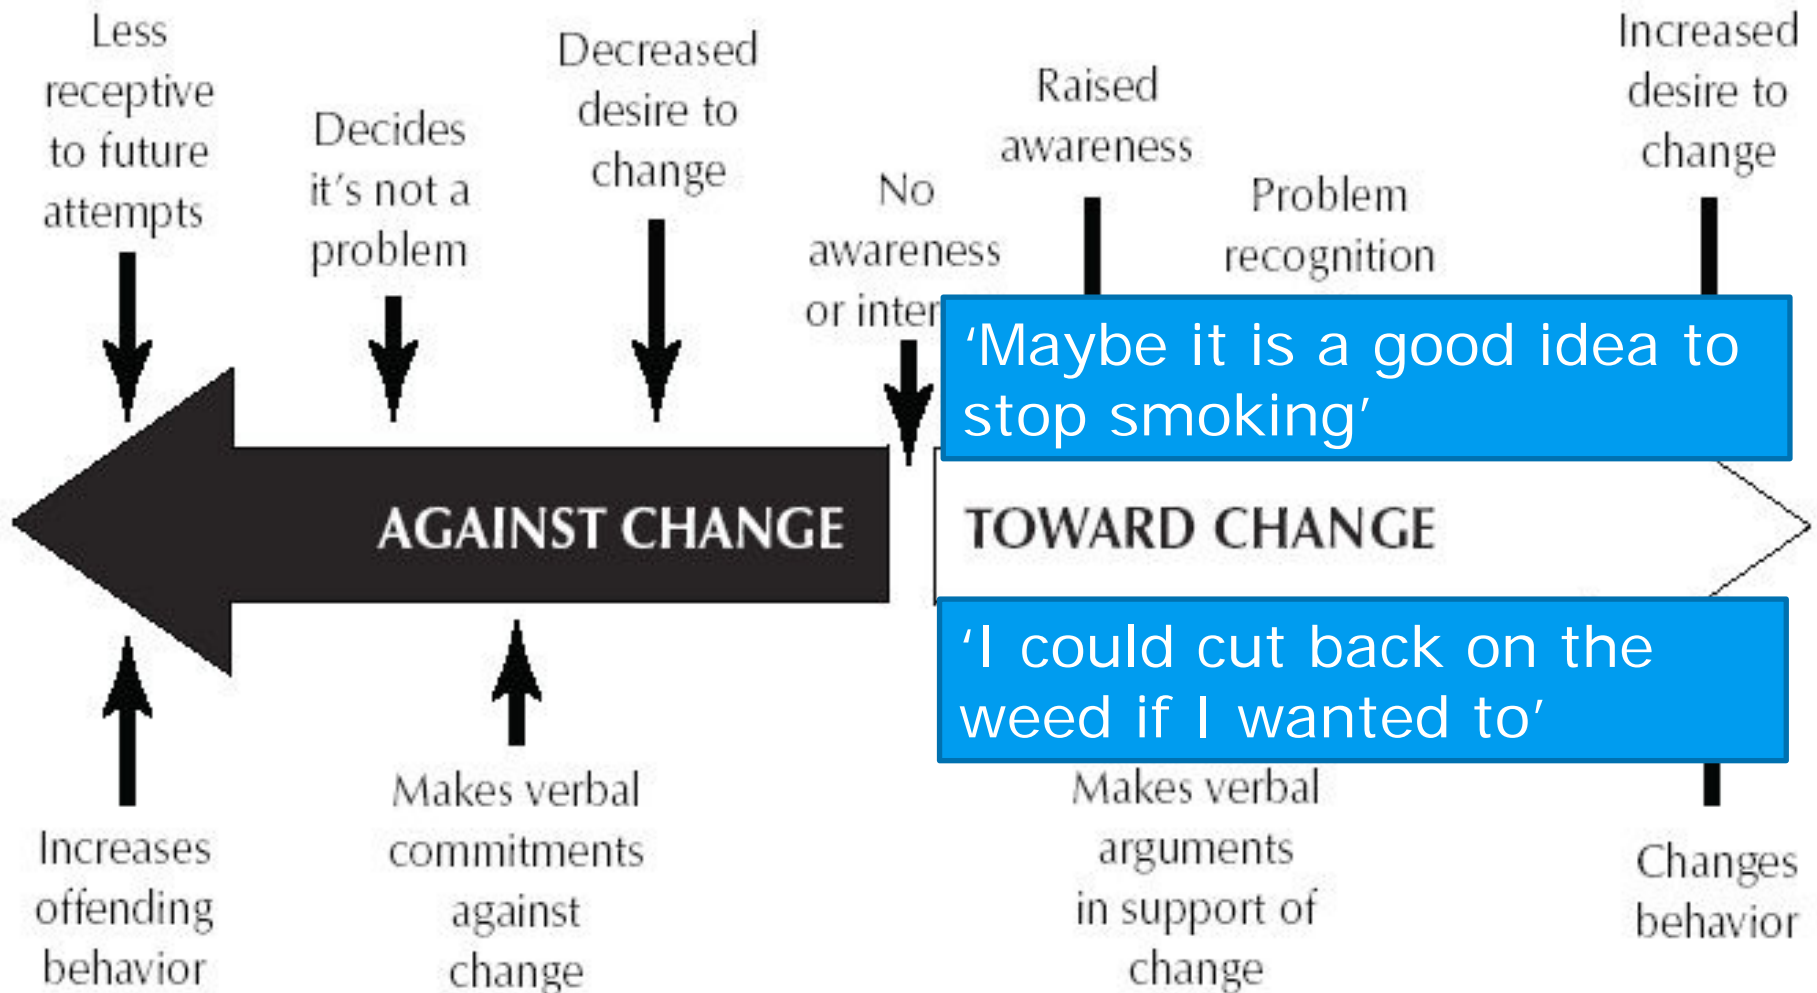 Less
receptive
to future
attempts
Decides
it's not a
problem
Decreased
desire to
change
No
awareness
or inter
Raised
awareness
Problem
recognition
Increased
desire to
change
‘Maybe it is a good idea to
stop smoking’
AGAINST CHANGE
TOWARD CHANGE
‘I could cut back on the
weed if I wanted to’
Increases
offending
behavior
Makes verbal
commitments
against
change
Makes verbal
arguments
in support of
change
Changes
behavior